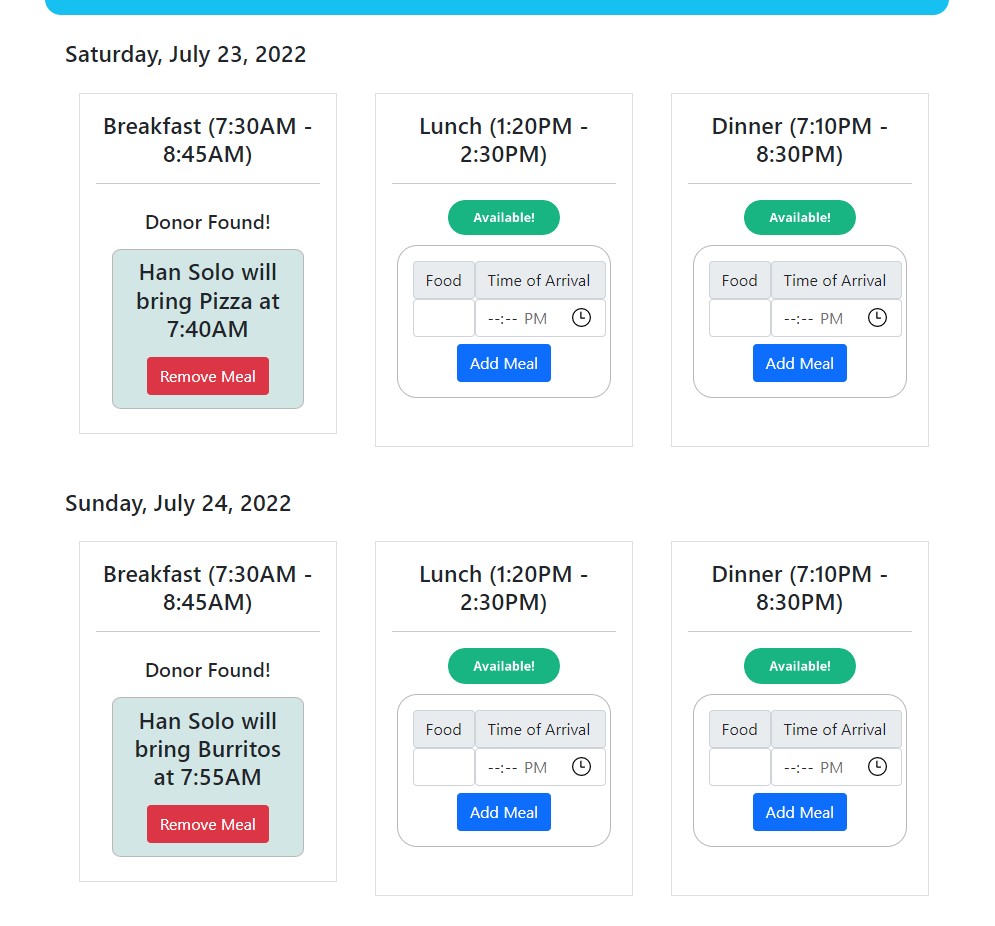 Saturday, July 23, 2022
Breakfast (7:30AM -
8:45AM)
Donor Found!
Han Solo will
bring Pizza at
7:40AM
Remove Meal
Lunch (1:20PM -
2:30PM)
Available!
Food Time of Arrival
--:-- PM
Add Meal
Dinner (7:10PM -
8:30PM)
Available!
Food Time of Arrival
--:-- PM
Add Meal
Sunday, July 24, 2022
Breakfast (7:30AM -
8:45AM)
Donor Found!
Han Solo will
bring Burritos
at 7:55AM
Remove Meal
Lunch (1:20PM -
2:30PM)
Available!
Food Time of Arrival
--:-- PM
Add Meal
Dinner (7:10PM -
8:30PM)
Available!
Food Time of Arrival
--:-- PM
Add Meal